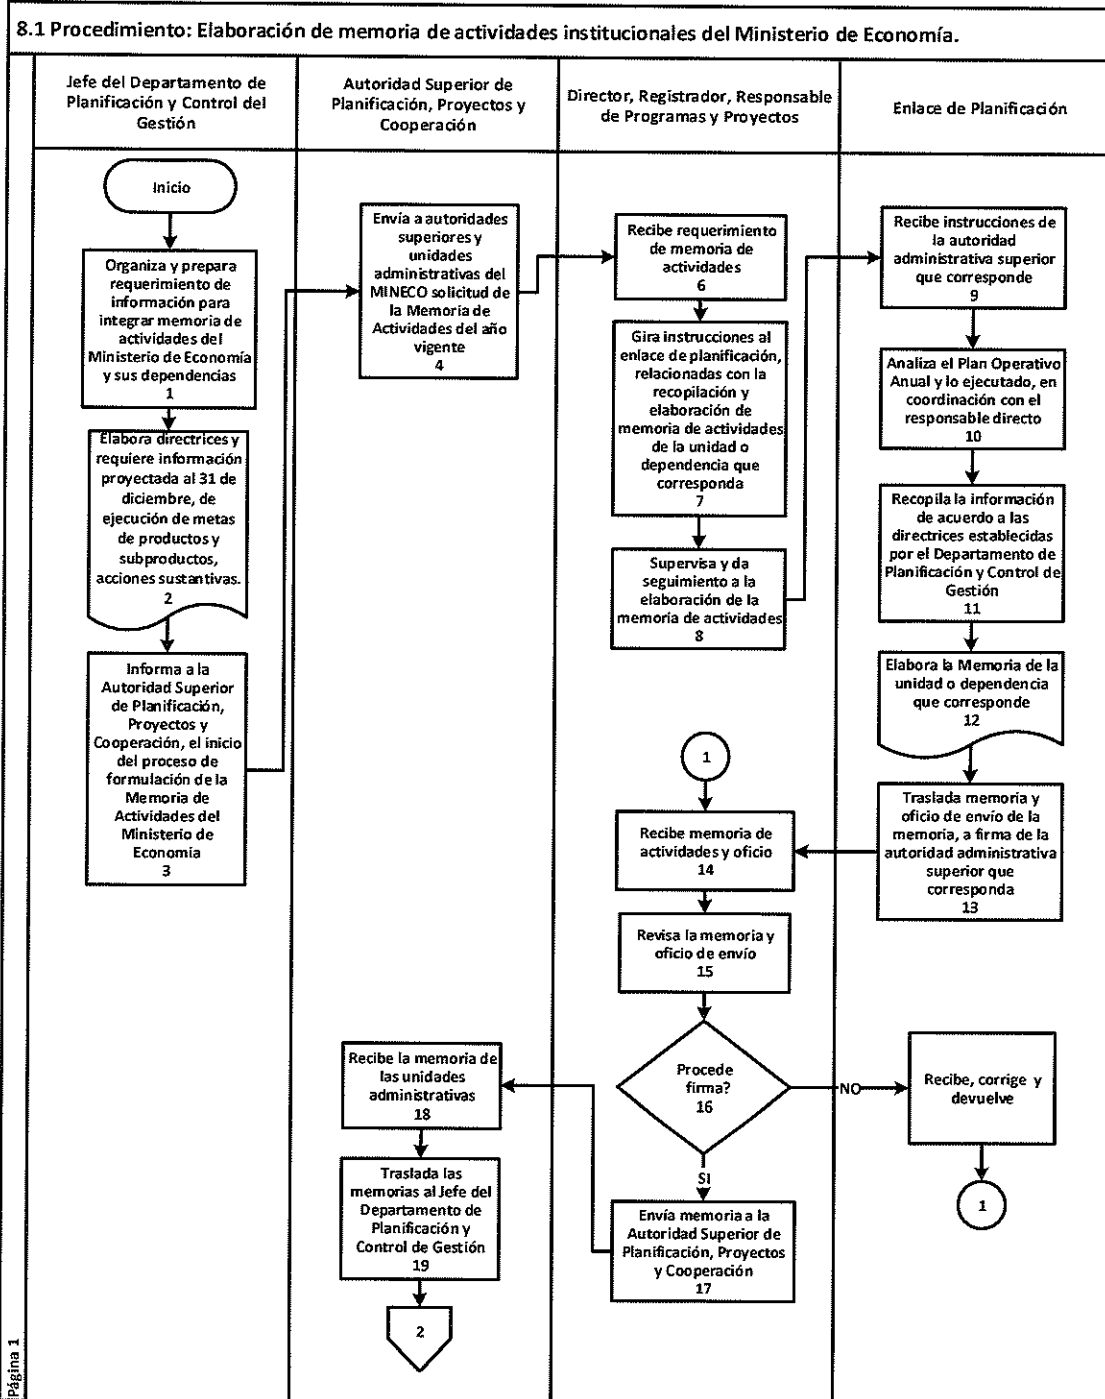 8.1 Procedimiento: Elaboración de memoria de actividades institucionales del Ministerio de Economía.
Jefe del Departamento de
Planificación y Control del
Gestión
Autoridad Superior de
Planificación, Proyectos y
Cooperación
Director, Registrador, Responsable
de Programas y Proyectos
Enlace de Planificación
Inicio
Organiza y prepara
requerimiento de
información para
integrar memoria de
actividades del
Ministerio de Economía
y sus dependencias
1
Elabora directrices y
requiere información
proyectada al 31 de
diciembre, de
ejecución de metas
de productos y
subproductos,
acciones sustantivas.
2
Informa a la
Autoridad Superior
de Planificación,
Proyectos y
Cooperación, el inicio
del proceso de
formulación de la
Memoria de
Actividades del
Ministerio de
Economía
3
Envía a autoridades
superiores y
unidades
administrativas del
MINECO solicitud de
la Memoria de
Actividades del año
vigente
4
Recibe requerimiento
de memoria de
actividades
6
Gira instrucciones al
enlace de planificación,
relacionadas con la
recopilación y
elaboración de
memoria de actividades
de la unidad o
dependencia que
corresponda
7
Supervisa y da
seguimiento a la
elaboración de la
memoria de actividades
8
Recibe instrucciones de
la autoridad
administrativa superior
que corresponde
9
Analiza el Plan Operativo
Anual y lo ejecutado, en
coordinación con el
responsable directo
10
Recopila la información
de acuerdo a las
directrices establecidas
por el Departamento de
Planificación y Control de
Gestión
11
Elabora la Memoria de la
unidad o dependencia
que corresponde
12
Traslada memoria y
oficio de envío de la
memoria, a firma de la
autoridad administrativa
superior que
corresponda
13
1
Recibe memoria de
actividades y oficio
14
Revisa la memoria y
oficio de envío
15
Procede
firma?
16
NO
Recibe, corrige y
devuelve
1
SI
Envía memoria a la
Autoridad Superior de
Planificación, Proyectos
y Cooperación
17
Recibe la memoria de
las unidades
administrativas
18
Traslada las
memorias al Jefe del
Departamento de
Planificación y
Control de Gestión
19
2
Página 1